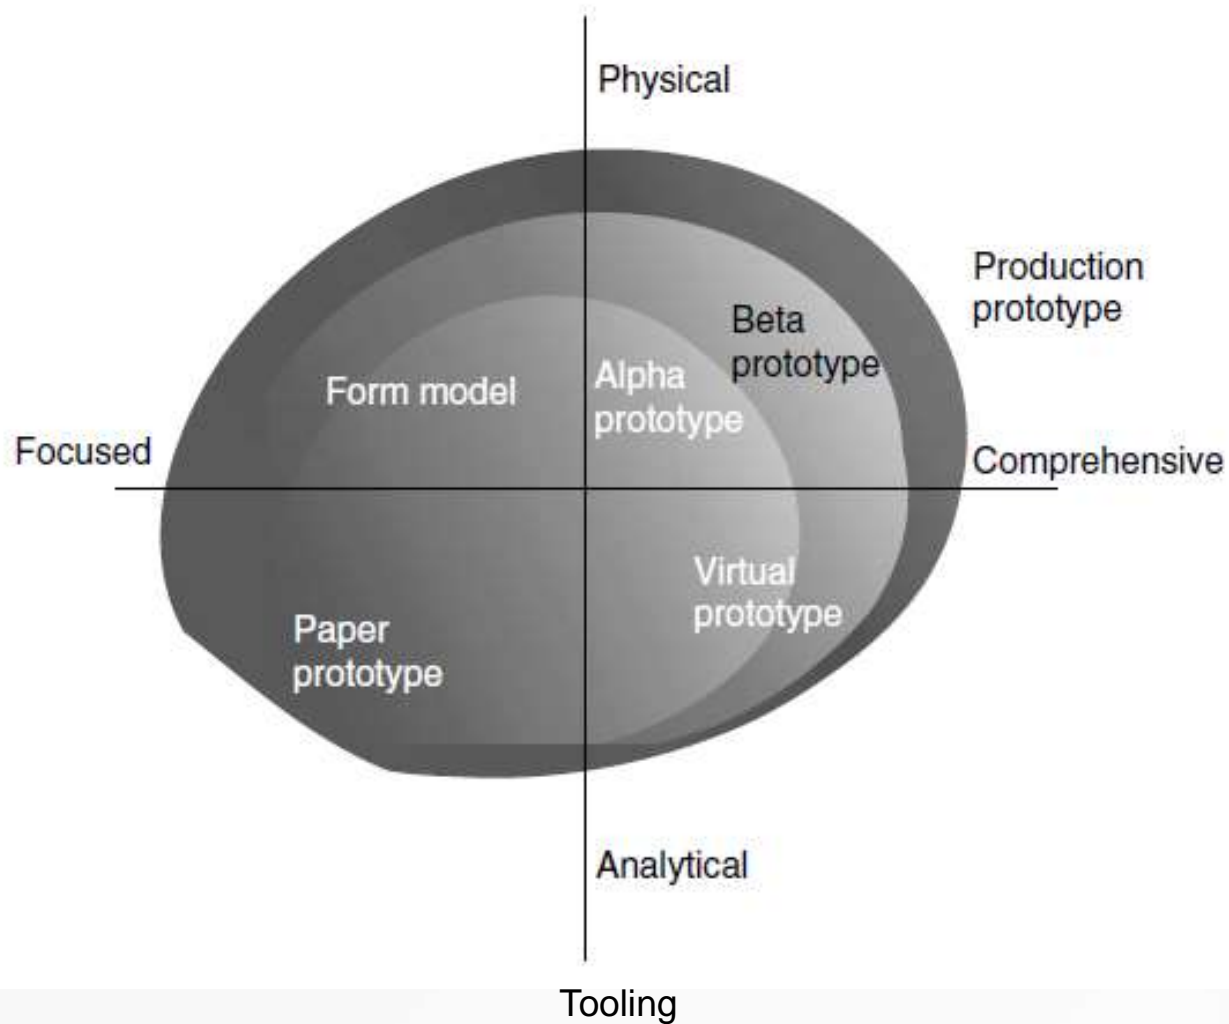 Physical
Production
prototype
Beta
prototype
Alpha
prototype
Form model
Focused
Comprehensive
Virtual
prototype
Paper
prototype
Analytical
Tooling